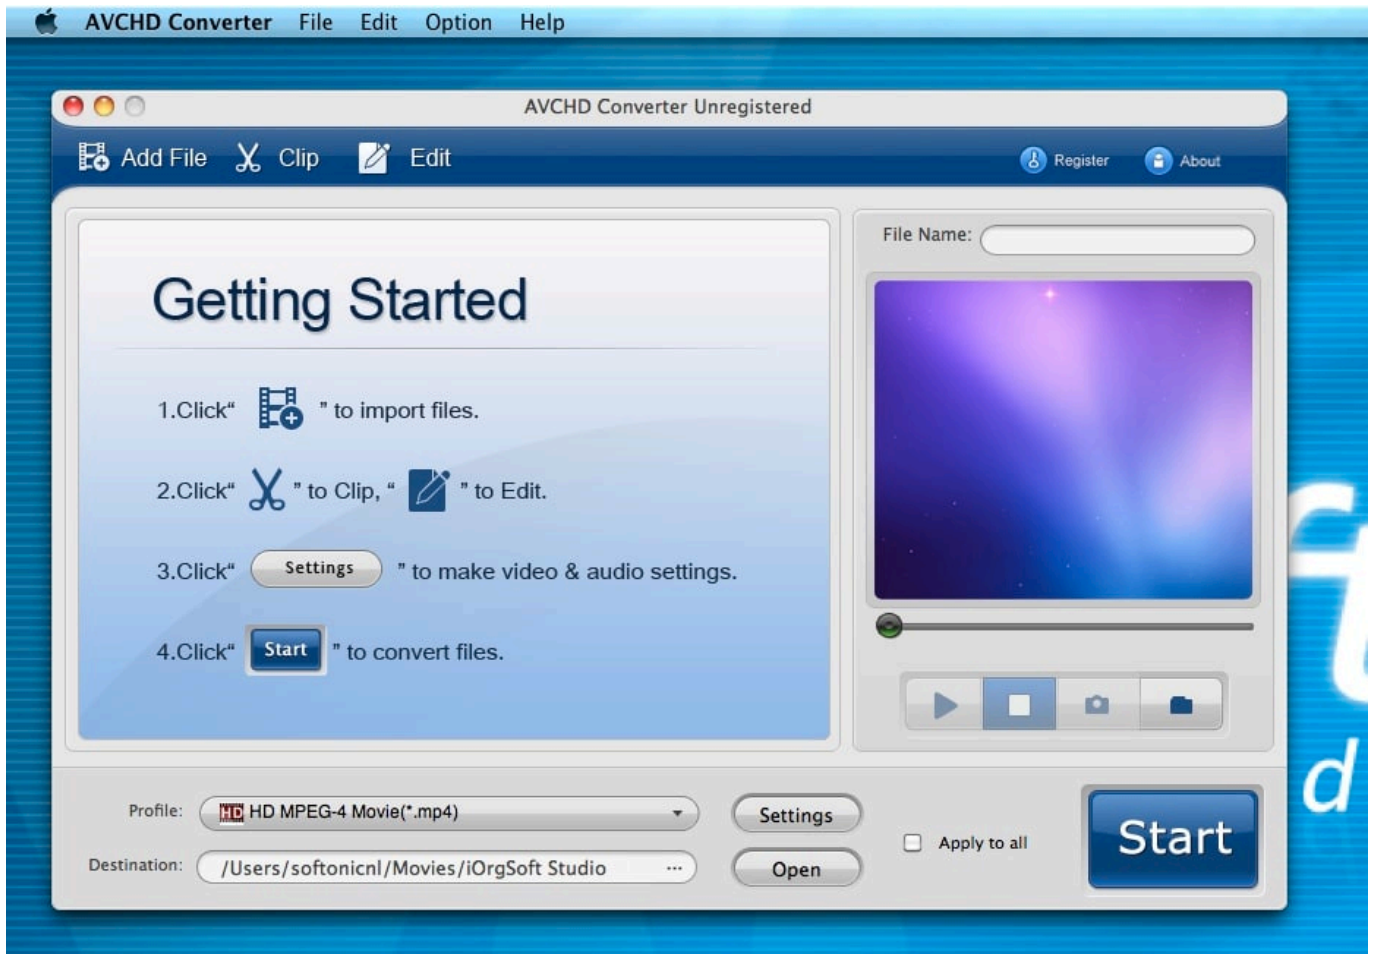 AVCHD Converter File Edit Option Help
AVCHD Converter Unregistered
Add File Clip Edit Register About
Getting Started
1.Click“ ” to import files.
2.Click“ ” to Clip, “ ” to Edit.
3.Click“ Settings ” to make video & audio settings.
4.Click“ Start ” to convert files.
File Name:
Profile: HD HD MPEG-4 Movie(*.mp4) Settings
Destination: /Users/softonicnl/Movies/iOrgSoft Studio ... Open
Apply to all
Start